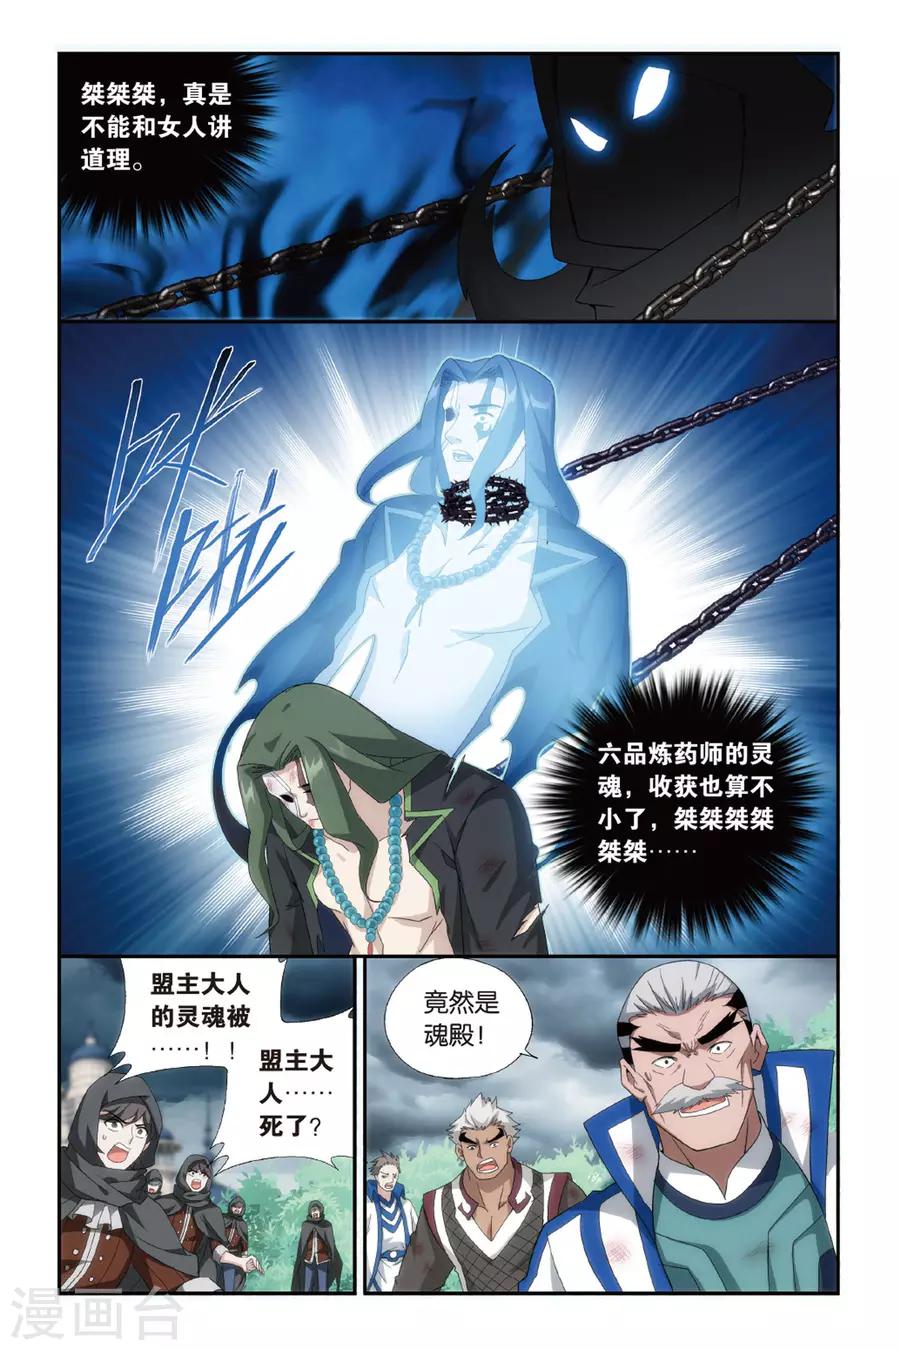 桀桀桀，真是
不能和女人讲
道理。
咔
啦
六品炼药师的灵
魂，收获也算不
小了，桀桀桀桀
桀桀……
盟主大人
的灵魂被
……！！
盟主大
人……
死了？
竟然是
魂殿！
漫画台